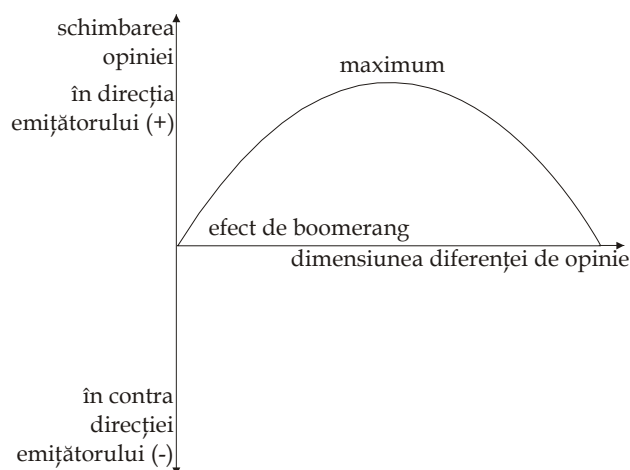 schimbarea
opiniei
în direcția
emițătorului (+)
maximum
efect de boomerang
dimensiunea diferenței de opinie
în contra
direcției
emițătorului (-)